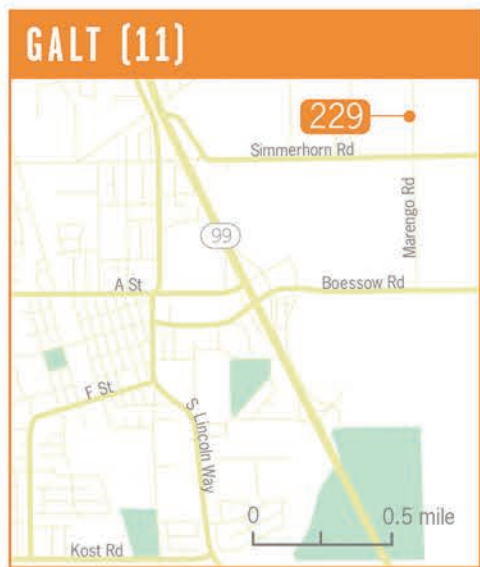 GALT (11)
229
Simmerhorn Rd
Marengo Rd
99
A St
Boessow Rd
F St
S Lincoln Way
0 0.5 mile
Kost Rd